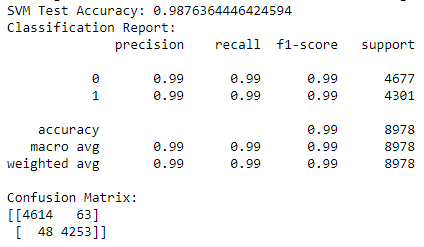 SVM Test Accuracy: 0.9876364446424594
Classification Report:
precision recall f1-score support
0 0.99 0.99 0.99 4677
1 0.99 0.99 0.99 4301
accuracy 0.99 8978
macro avg 0.99 0.99 0.99 8978
weighted avg 0.99 0.99 0.99 8978
Confusion Matrix:
[[4614 63]
[ 48 4253]]